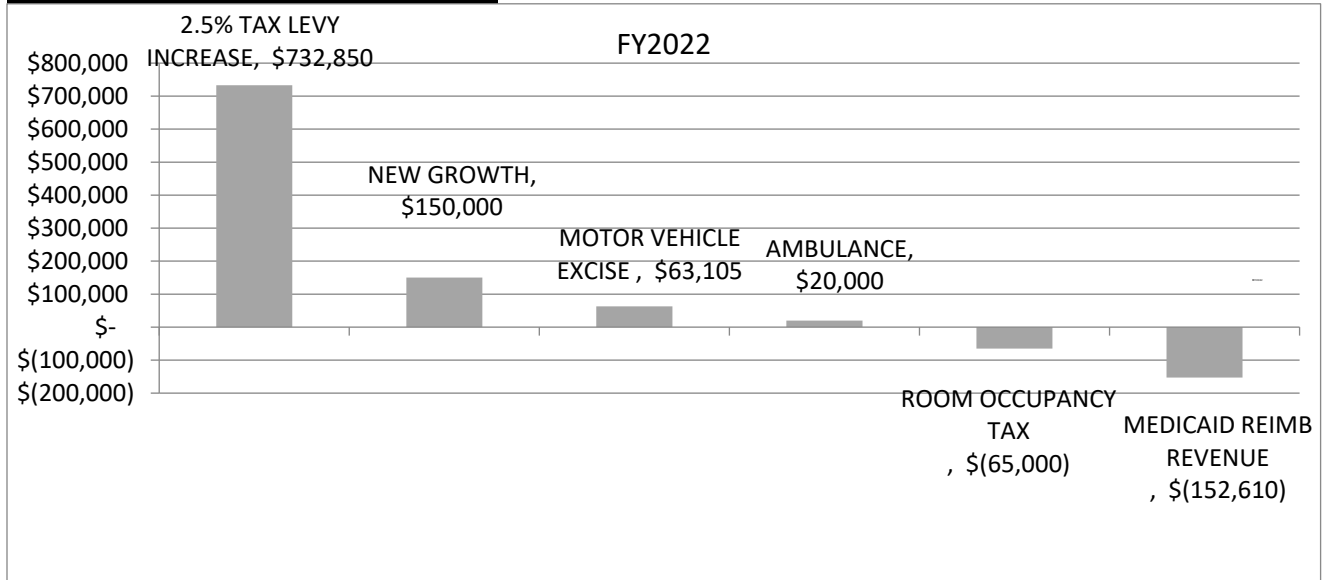 FY2022
2.5% TAX LEVY
INCREASE,  $732,850
$800,000
$700,000
$600,000
$500,000
$400,000
$300,000
$200,000
$100,000
$-
$(100,000)
$(200,000)
NEW GROWTH,
$150,000
MOTOR VEHICLE
EXCISE ,  $63,105
AMBULANCE,
$20,000
ROOM OCCUPANCY
TAX
,  $(65,000)
MEDICAID REIMB
REVENUE
,  $(152,610)